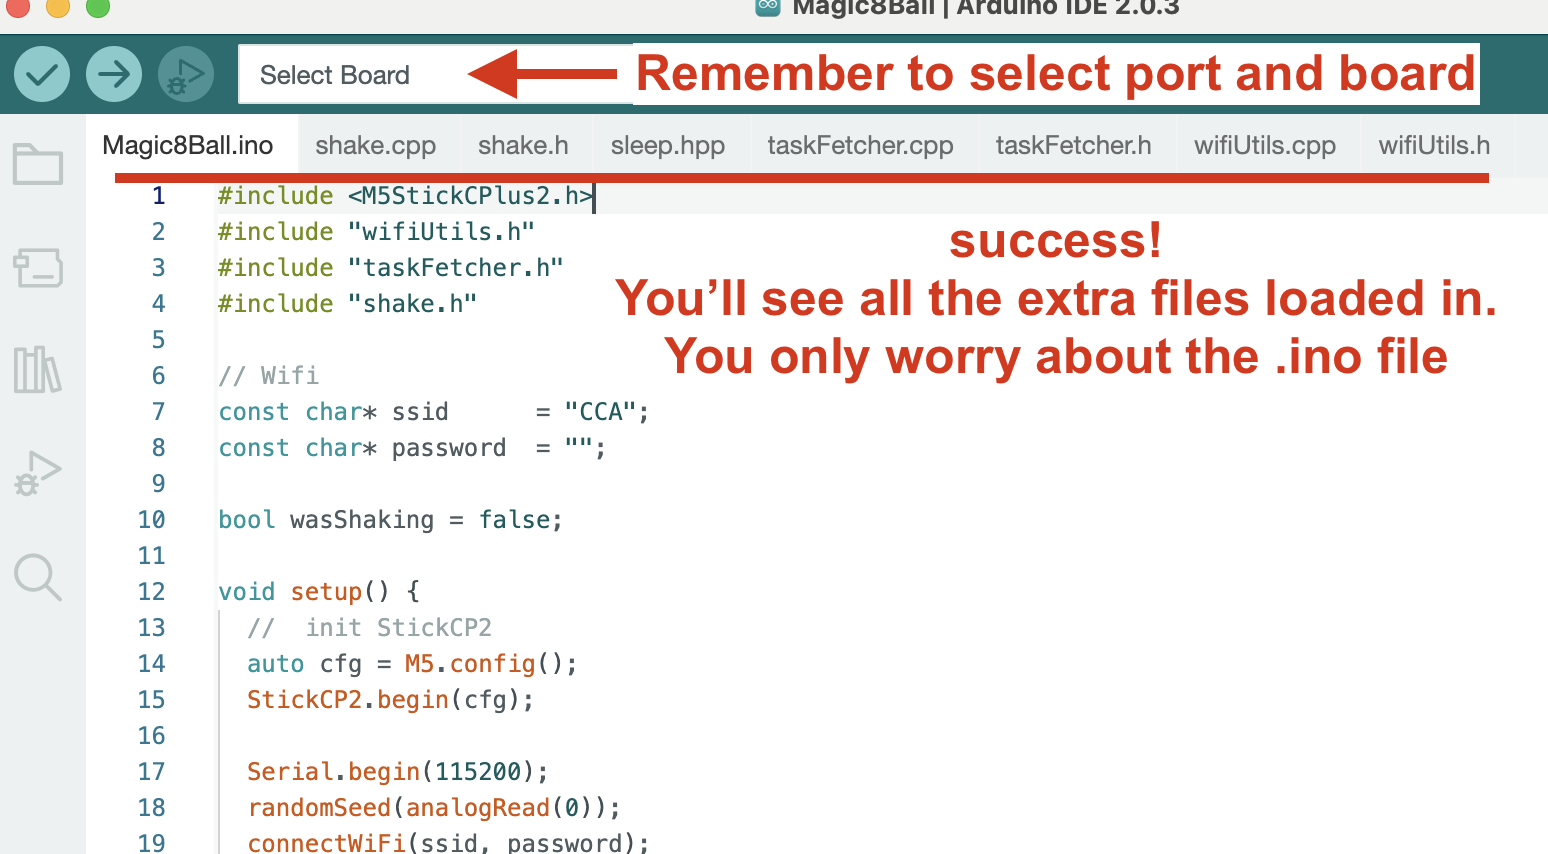 Magic8Ball | Arduino IDE 2.0.3
Select Board
Remember to select port and board
Magic8Ball.ino shake.cpp shake.h sleep.hpp taskFetcher.cpp taskFetcher.h wifiUtils.cpp wifiUtils.h
1 #include <M5StickCPlus2.h>
2 #include "wifiUtils.h"
3 #include "taskFetcher.h"
4 #include "shake.h"
5
6 // Wifi
7 const char* ssid      = "CCA";
8 const char* password  = "";
9
10 bool wasShaking = false;
11
12 void setup() {
13   //  init StickCP2
14   auto cfg = M5.config();
15   StickCP2.begin(cfg);
16
17   Serial.begin(115200);
18   randomSeed(analogRead(0));
19   connectWiFi(ssid, password);
success!
You’ll see all the extra files loaded in.
You only worry about the .ino file